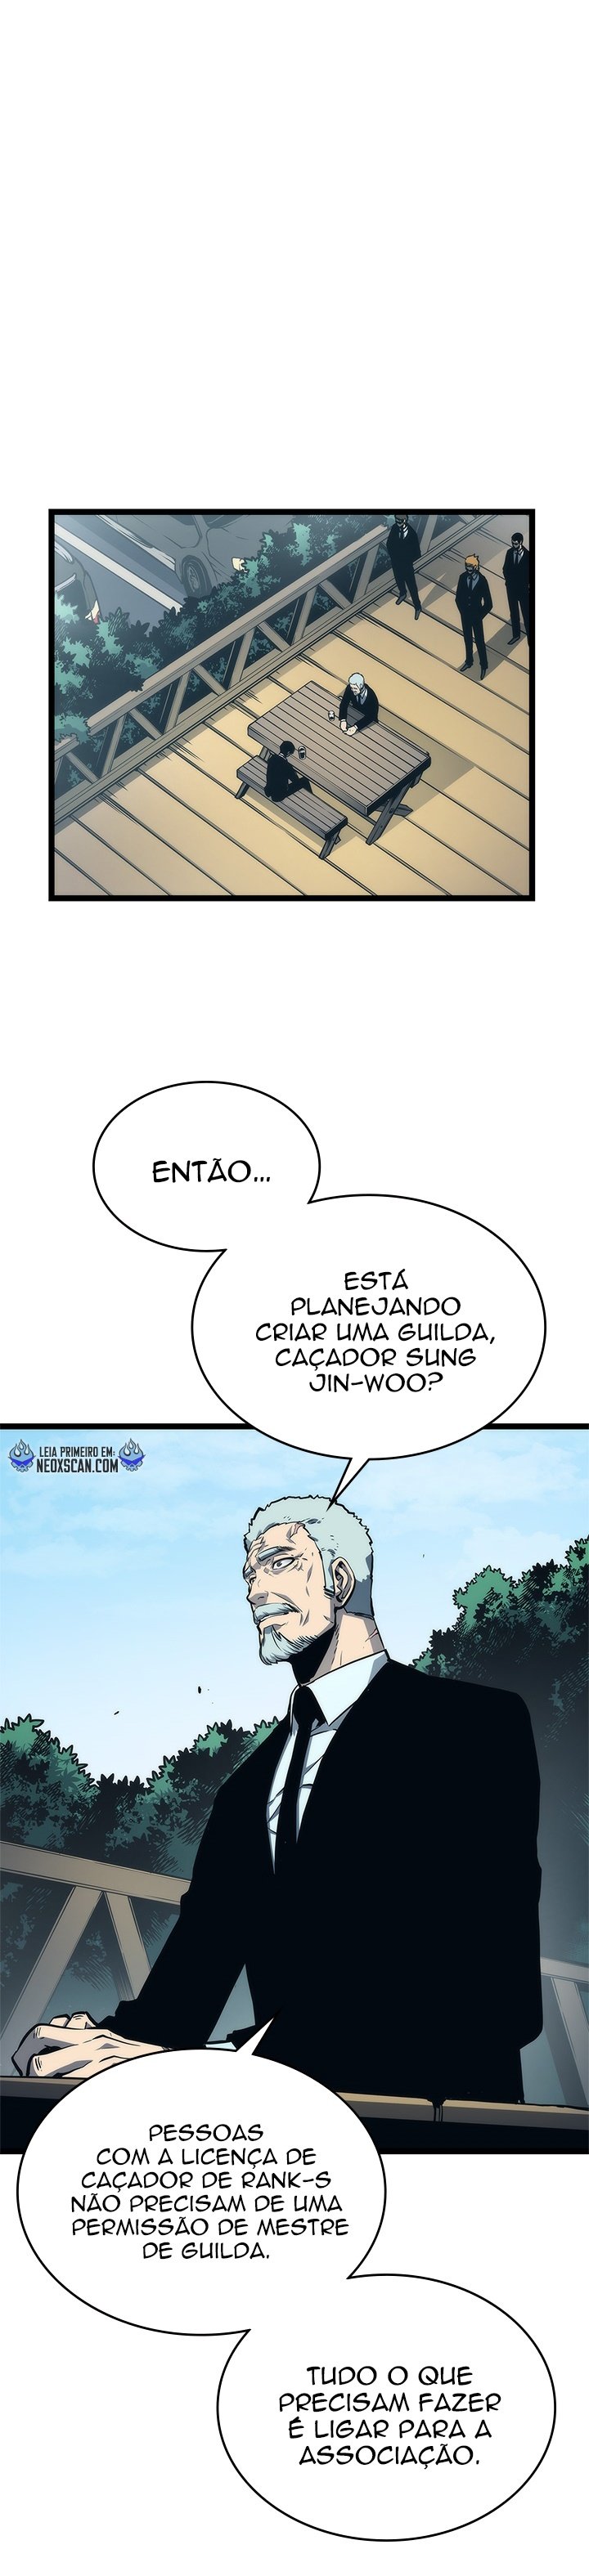 ENTÃO...
ESTÁ
PLANEJANDO
CRIAR UMA GUILDA,
CAÇADOR SUNG
JIN-WOO?
LEIA PRIMEIRO EM:
NEOXSCAN.COM
PESSOAS
COM A LICENÇA DE
CAÇADOR DE RANK-S
NÃO PRECISAM DE UMA
PERMISSÃO DE MESTRE
DE GUILDA.
TUDO O QUE
PRECISAM FAZER
É LIGAR PARA A
ASSOCIAÇÃO.